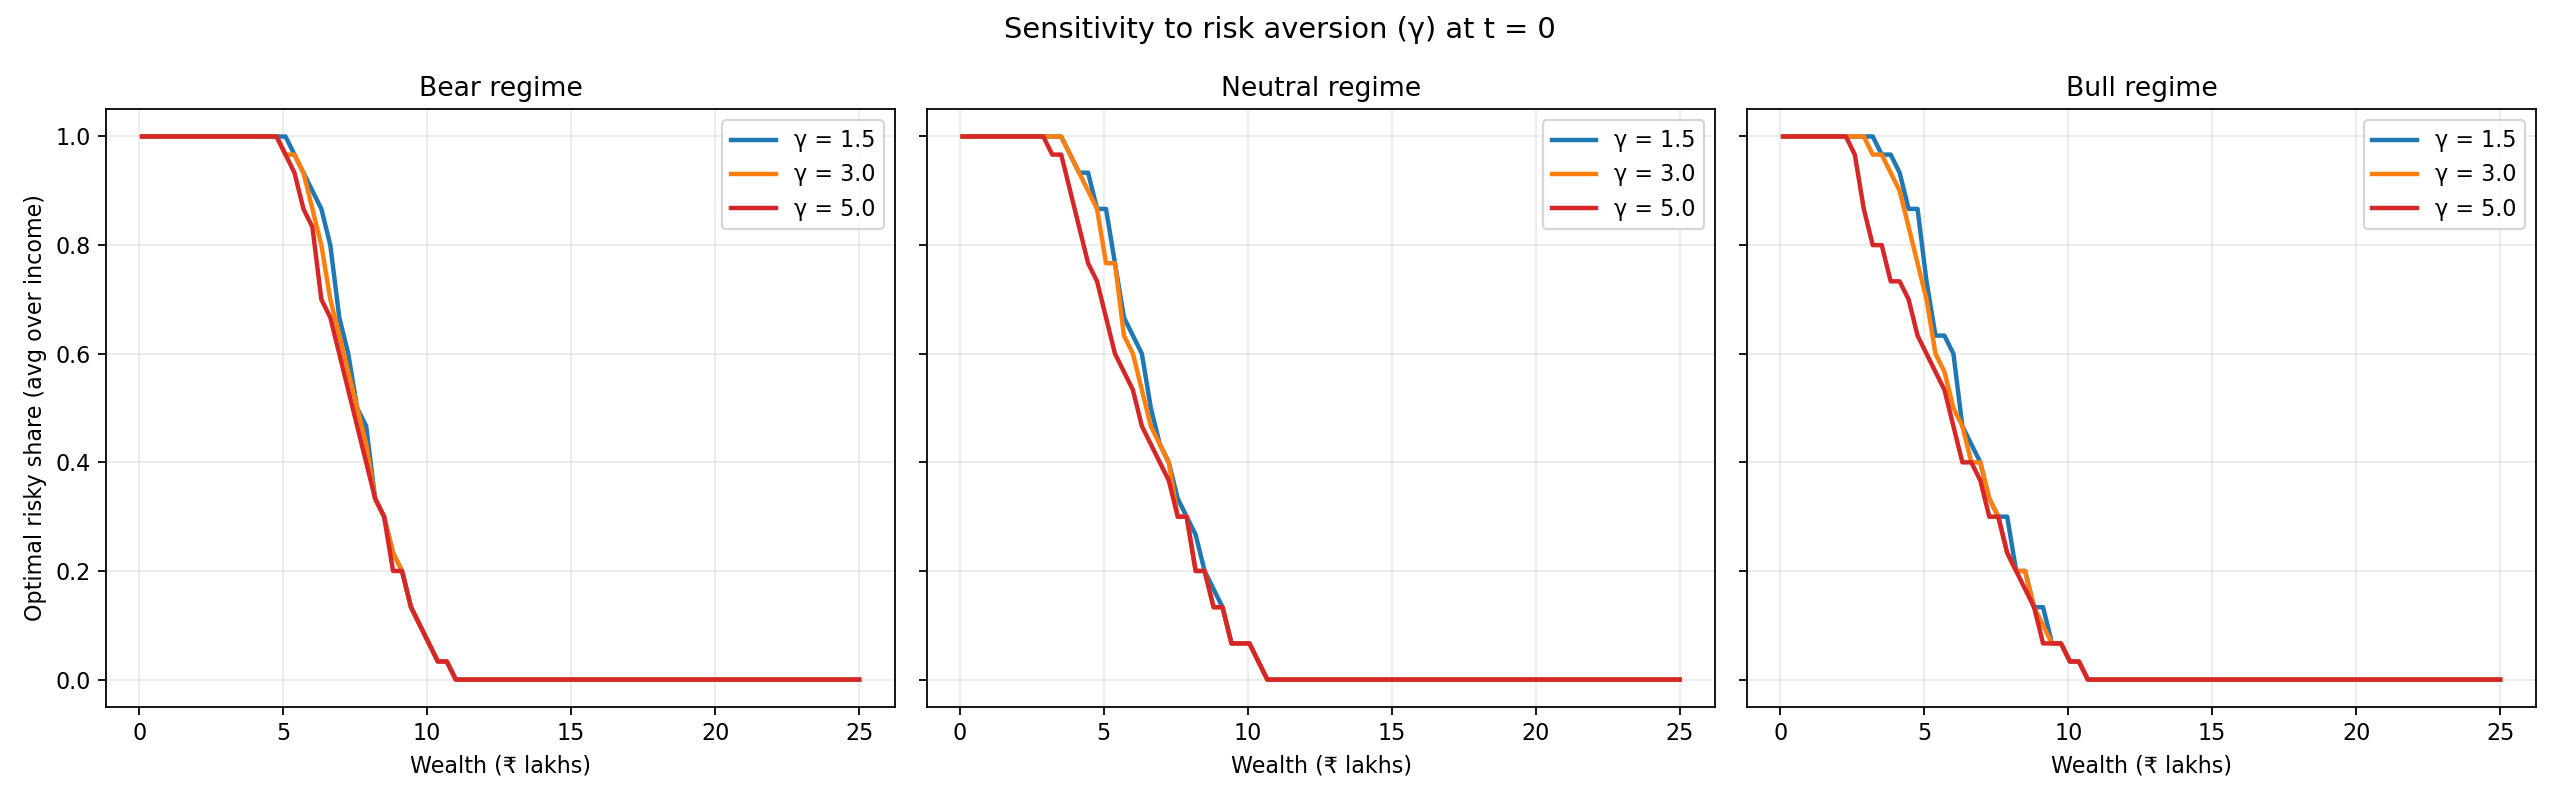 Sensitivity to risk aversion (γ) at t = 0
Bear regime
Neutral regime
Bull regime
Optimal risky share (avg over income)
1.0
0.8
0.6
0.4
0.2
0.0
γ = 1.5
γ = 3.0
γ = 5.0
γ = 1.5
γ = 3.0
γ = 5.0
γ = 1.5
γ = 3.0
γ = 5.0
0 5 10 15 20 25
0 5 10 15 20 25
0 5 10 15 20 25
Wealth (₹ lakhs)
Wealth (₹ lakhs)
Wealth (₹ lakhs)